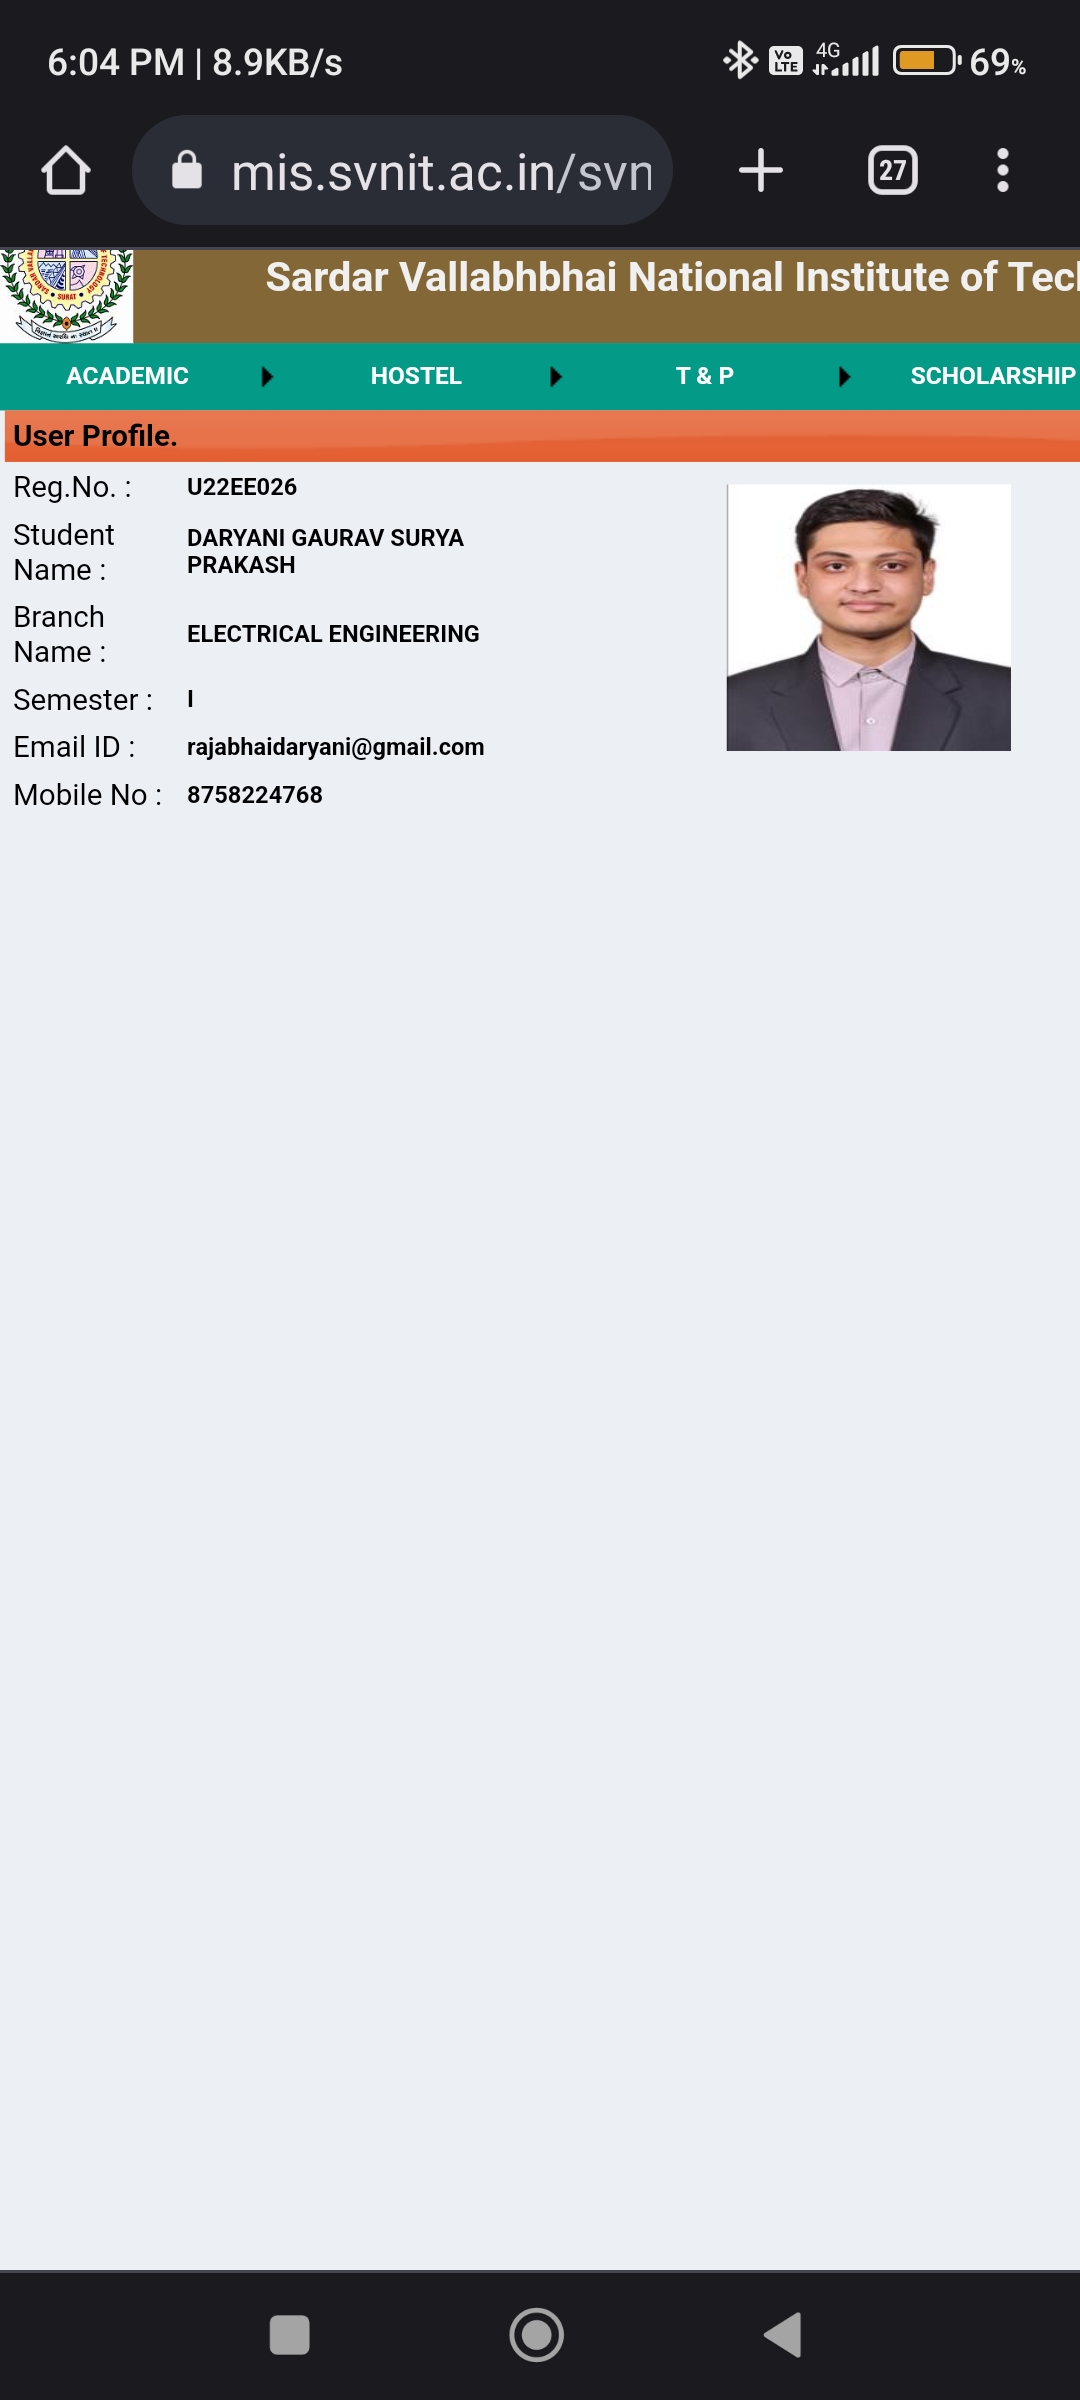 6:04 PM | 8.9KB/s
Vo LTE 4G 69%
mis.svnit.ac.in/svn
27
Sardar Vallabhbhai National Institute of Tech
SURAT
ACADEMIC HOSTEL T & P SCHOLARSHIP
User Profile.
Reg.No. : U22EE026
Student Name : DARYANI GAURAV SURYA PRAKASH
Branch Name : ELECTRICAL ENGINEERING
Semester : I
Email ID : rajabhaidaryani@gmail.com
Mobile No : 8758224768